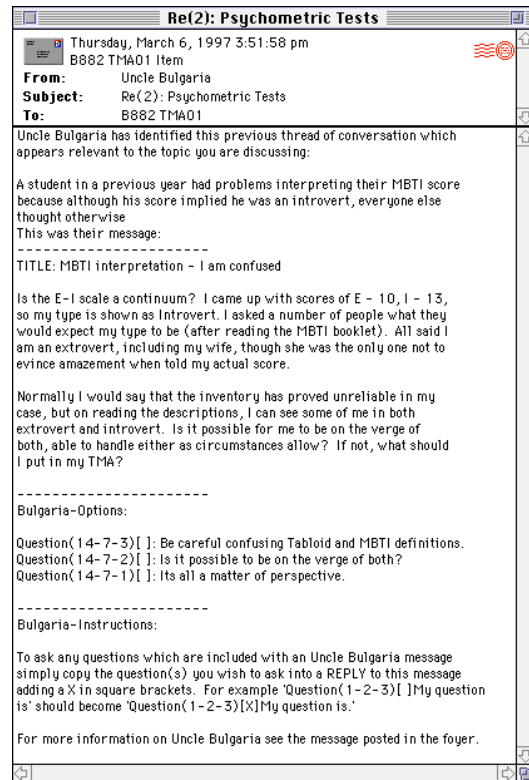 Re(2): Psychometric Tests
Thursday, March 6, 1997 3:51:58 pm
B882 TMA01 Item
From: Uncle Bulgaria
Subject: Re(2): Psychometric Tests
To: B882 TMA01
Uncle Bulgaria has identified this previous thread of conversation which
appears relevant to the topic you are discussing:
A student in a previous year had problems interpreting their MBTI score
because although his score implied he was an introvert, everyone else
thought otherwise
This was their message:
- - - - - - - - - - - - - - - - - - - - - - -
TITLE: MBTI interpretation - I am confused
Is the E-I scale a continuum? I came up with scores of E - 10, I - 13,
so my type is shown as Introvert. I asked a number of people what they
would expect my type to be (after reading the MBTI booklet). All said I
am an extrovert, including my wife, though she was the only one not to
evince amazement when told my actual score.
Normally I would say that the inventory has proved unreliable in my
case, but on reading the descriptions, I can see some of me in both
extrovert and introvert. Is it possible for me to be on the verge of
both, able to handle either as circumstances allow? If not, what should
I put in my TMA?
- - - - - - - - - - - - - - - - - - - - - - -
Bulgaria-Options:
Question(14-7-3)[ ]: Be careful confusing Tabloid and MBTI definitions.
Question(14-7-2)[ ]: Is it possible to be on the verge of both?
Question(14-7-1)[ ]: Its all a matter of perspective.
- - - - - - - - - - - - - - - - - - - - - - -
Bulgaria-Instructions:
To ask any questions which are included with an Uncle Bulgaria message
simply copy the question(s) you wish to ask into a REPLY to this message
adding a X in square brackets. For example 'Question(1-2-3)[ ]My question
is' should become 'Question(1-2-3)[X]My question is.'
For more information on Uncle Bulgaria see the message posted in the foyer.